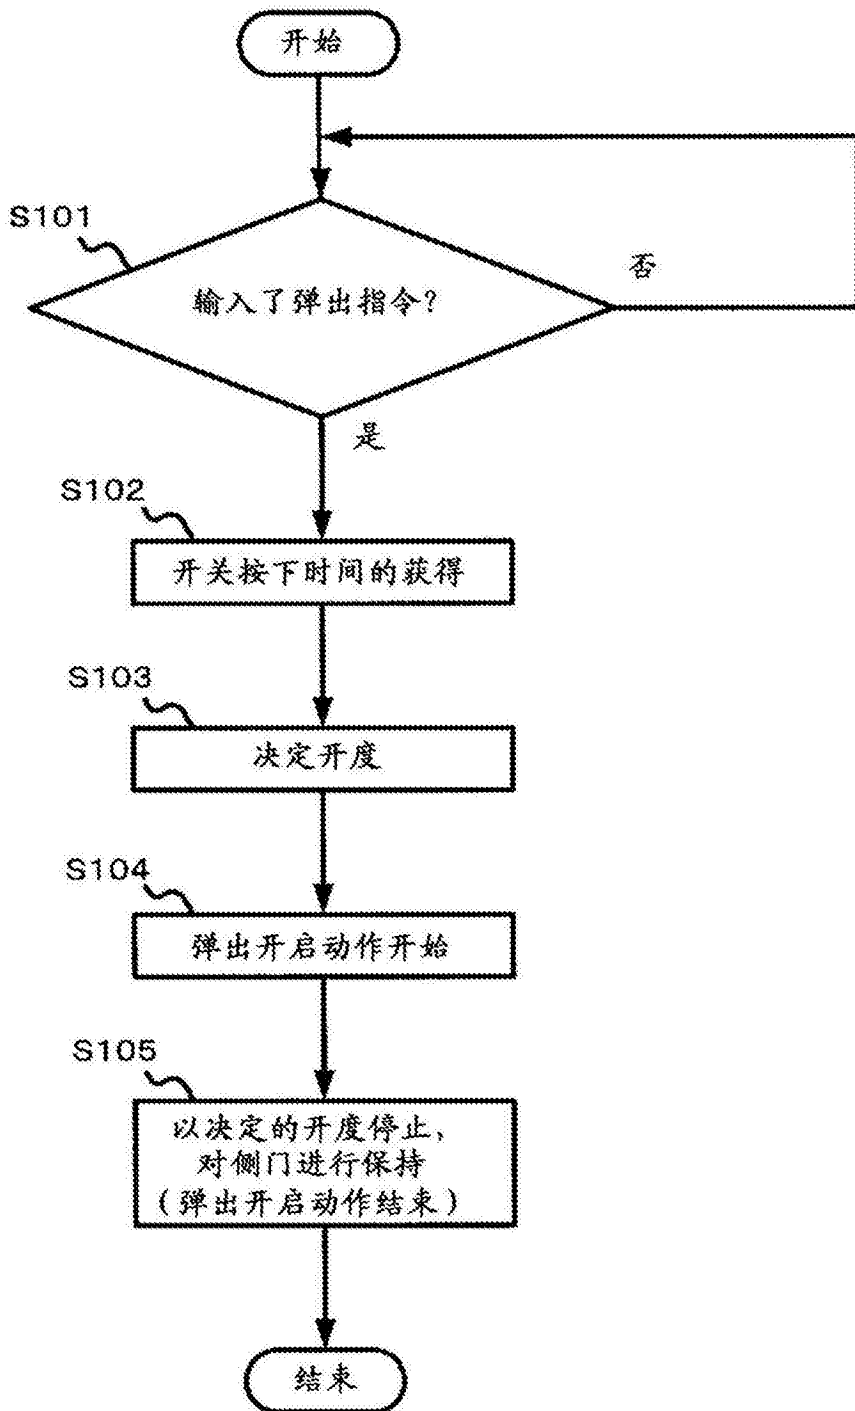 开始
S101
输入了弹出指令?
否
是
S102
开关按下时间的获得
S103
决定开度
S104
弹出开启动作开始
S105
以决定的开度停止、
对侧门进行保持
(弹出开启动作结束)
结束